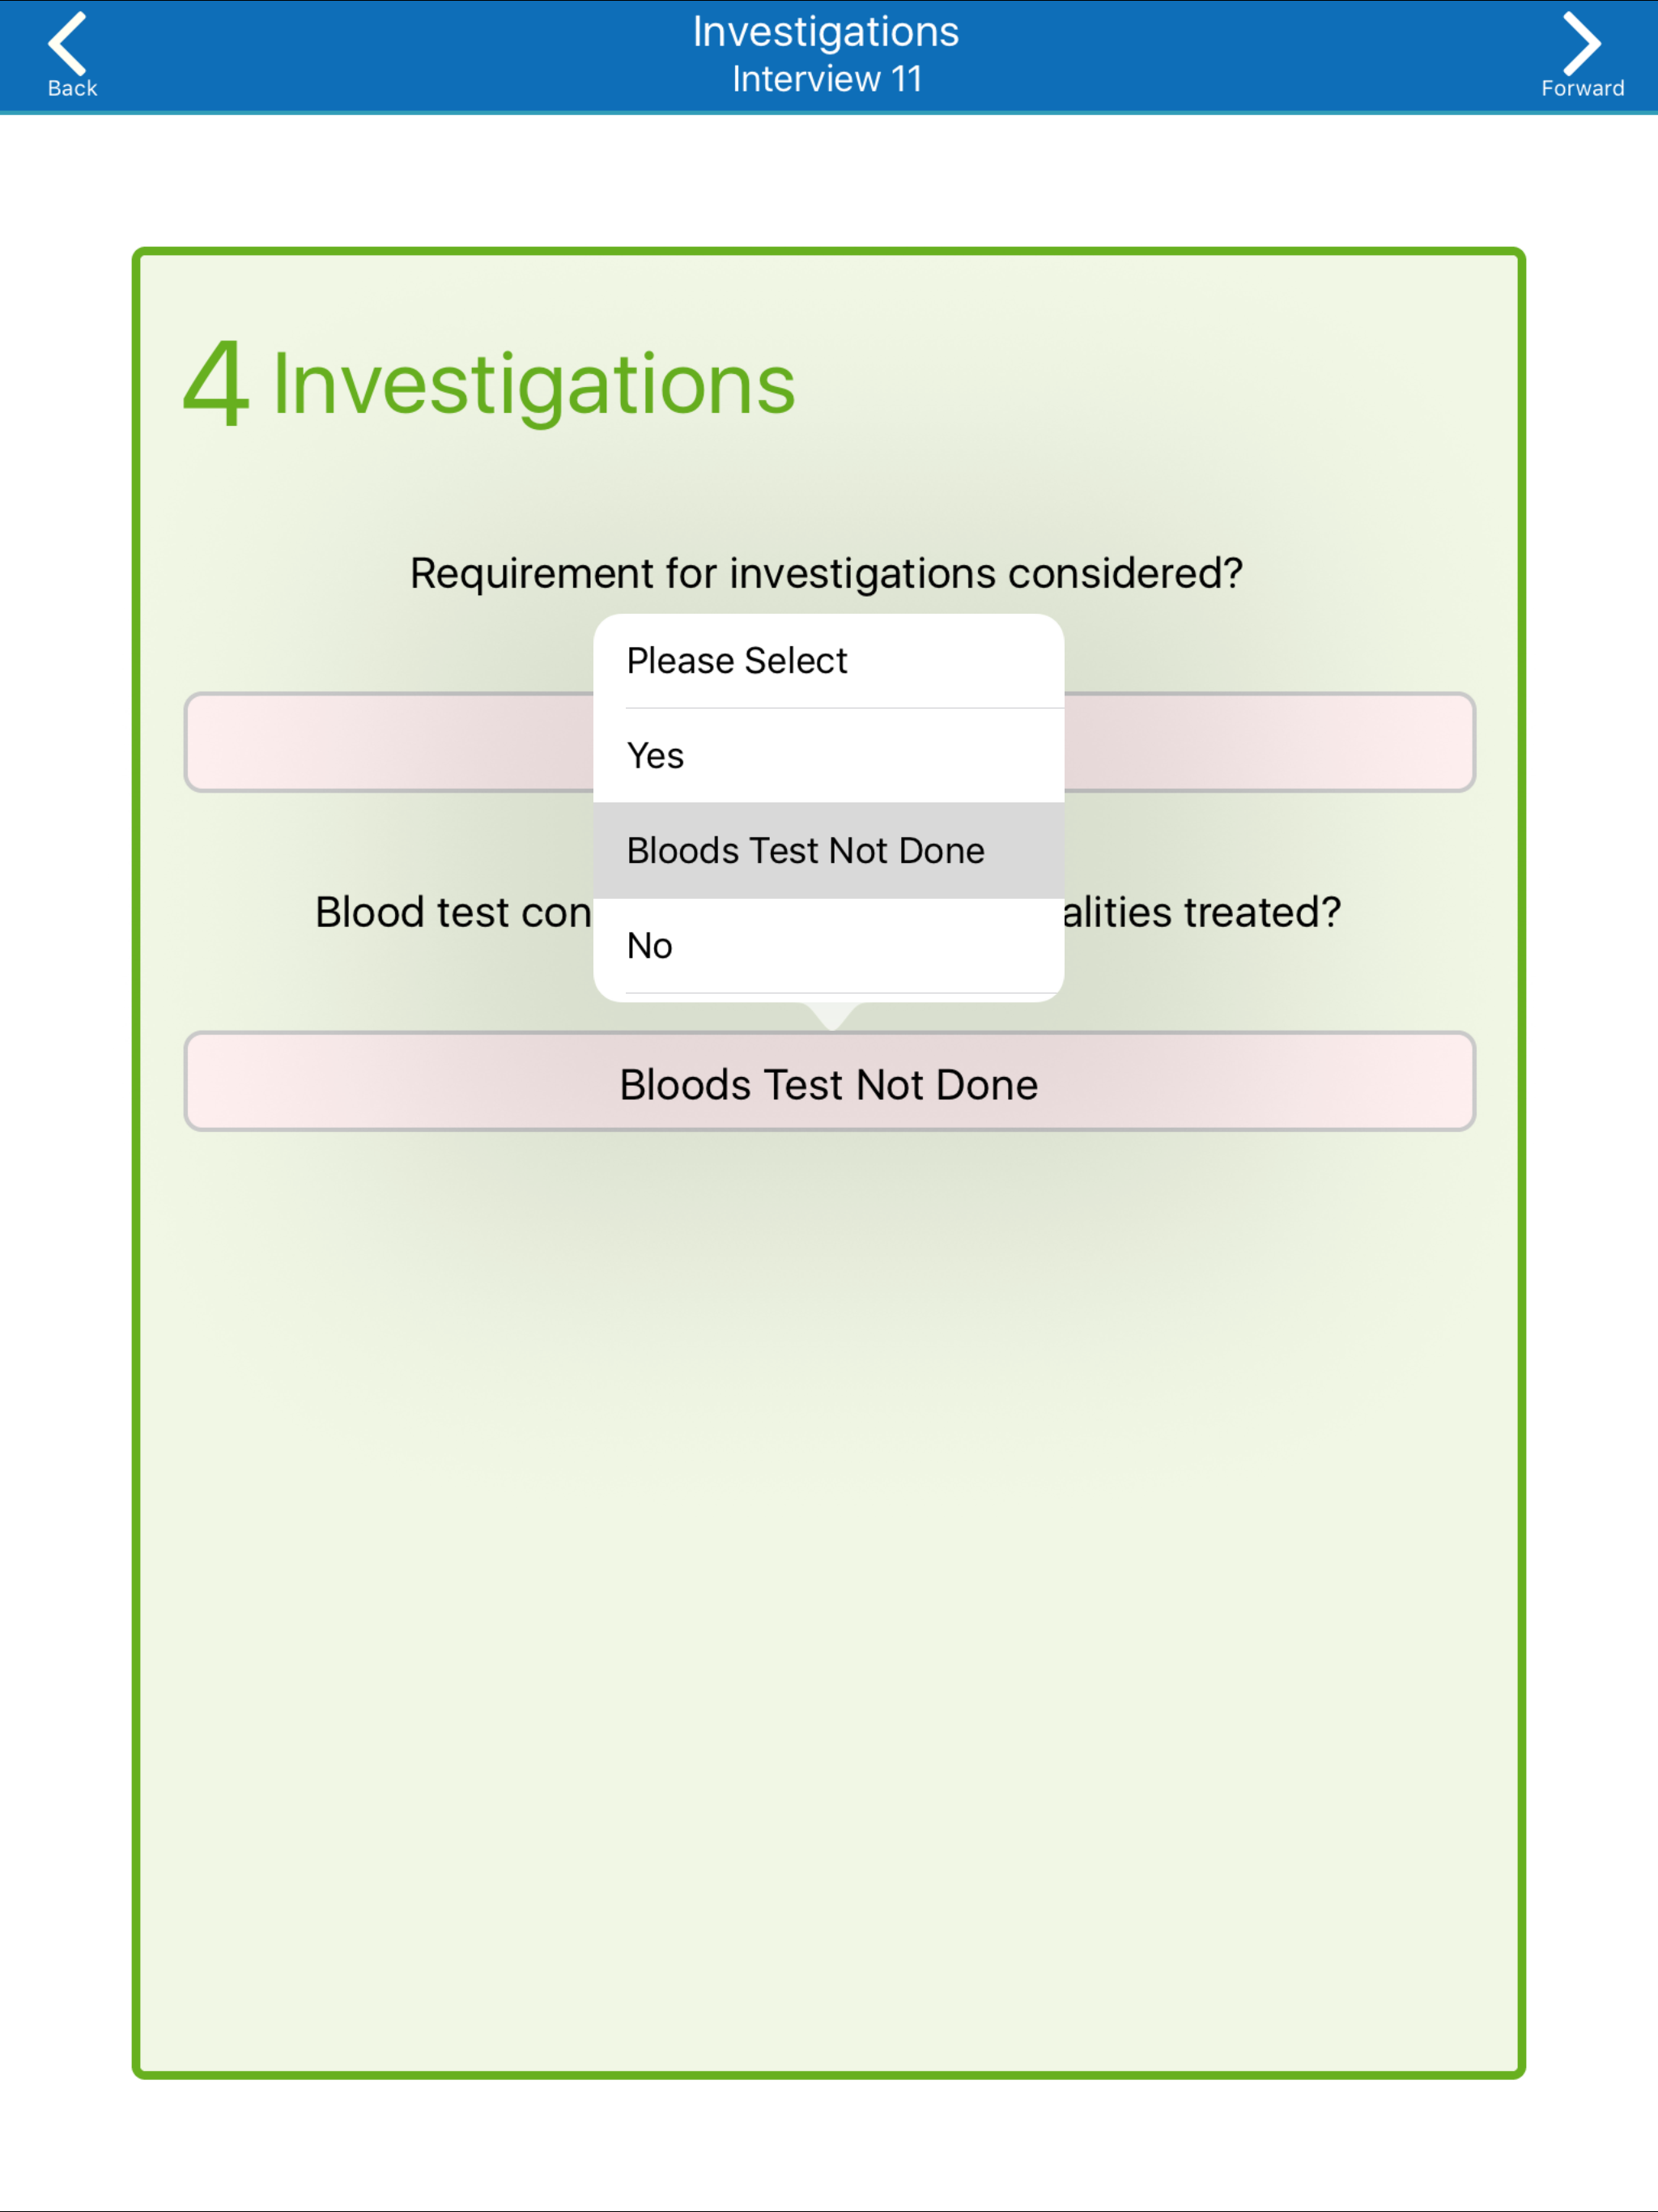 Investigations
Interview 11
Back
Forward
4 Investigations
Requirement for investigations considered?
Please Select
Yes
Bloods Test Not Done
Blood test con alities treated?
No
Bloods Test Not Done